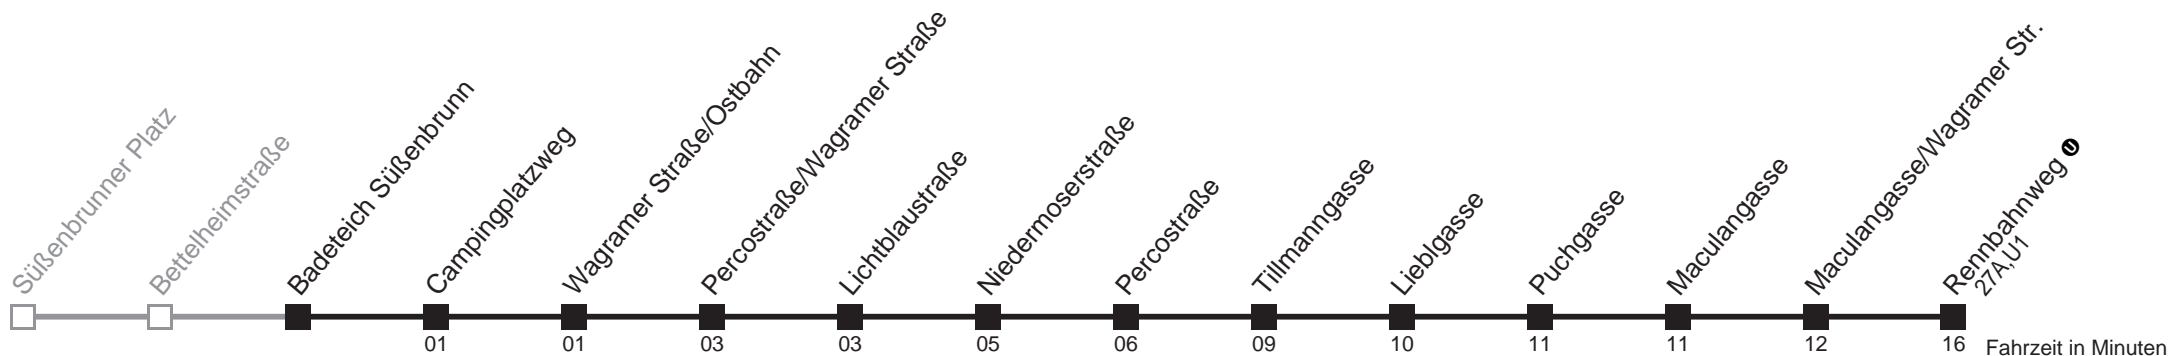 Süßenbrunner Platz
Bettelheimstraße
Badeteich Süßenbrunn
Campingplatzweg
Wagramer Straße/Ostbahn
Percostraße/Wagramer Straße
Lichtblaustraße
Niedermoserstraße
Percostraße
Tillmanngasse
Lieblgasse
Puchgasse
Maculangasse
Maculangasse/Wagramer Str.
Rennbahnweg U
27A,U1
01 01 03 03 05 06 09 10 11 11 12 16 Fahrzeit in Minuten